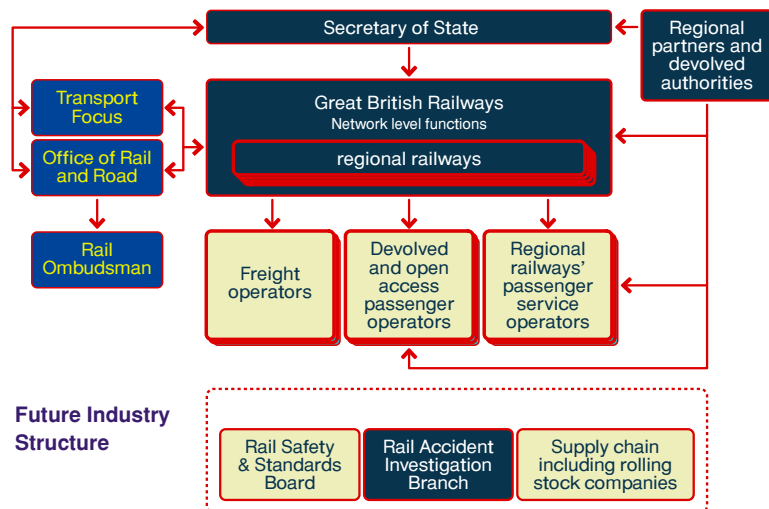 Secretary of State
Regional
partners and
devolved
authorities
Transport
Focus
Great British Railways
Network level functions
regional railways
Office of Rail
and Road
Rail
Ombudsman
Freight
operators
Devolved
and open
access
passenger
operators
Regional
railways’
passenger
service
operators
Future Industry
Structure
Rail Safety
& Standards
Board
Rail Accident
Investigation
Branch
Supply chain
including rolling
stock companies